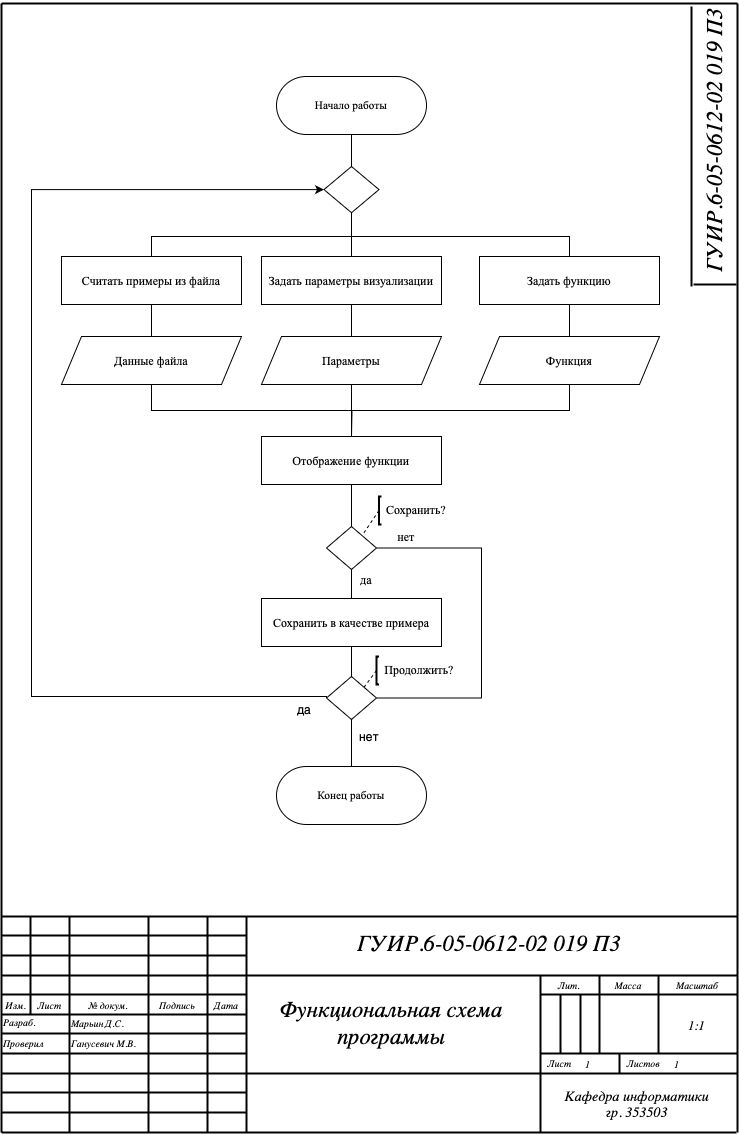 ГУИР.6-05-0612-02 019 ПЗ
Начало работы
Считать примеры из файла
Задать параметры визуализации
Задать функцию
Данные файла
Параметры
Функция
Отображение функции
Сохранить?
нет
да
Сохранить в качестве примера
Продолжить?
да
нет
Конец работы
ГУИР.6-05-0612-02 019 ПЗ
Изм. Лист № докум. Подпись Дата
Разраб. Марьин Д.С.
Проверил Ганусевич М.В.
Функциональная схема
программы
Лит. Масса Масштаб
1:1
Лист 1 Листов 1
Кафедра информатики
гр. 353503